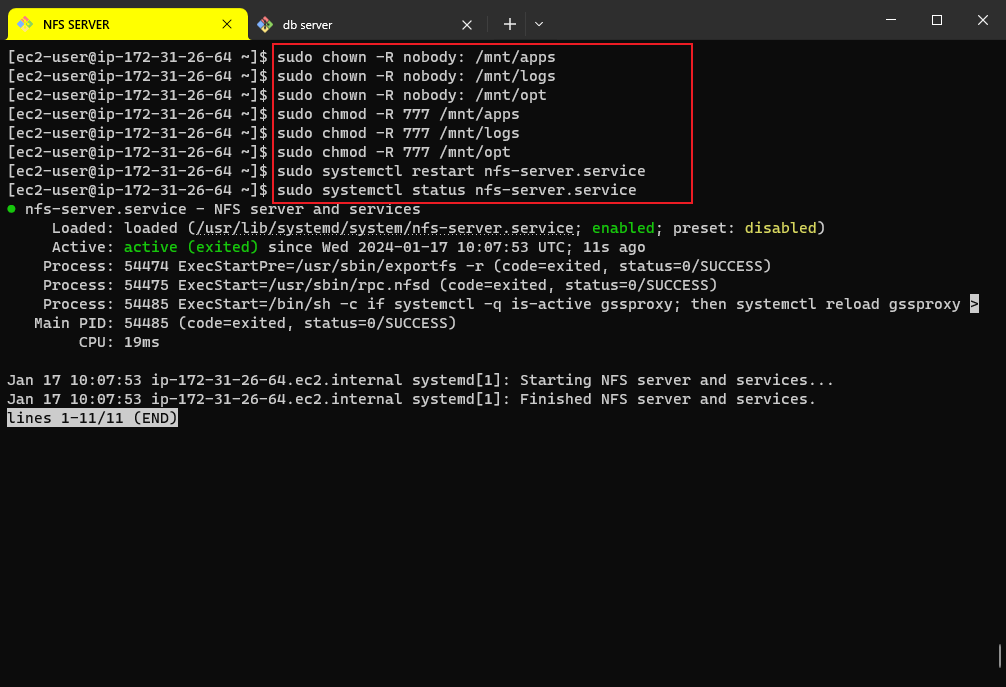 NFS SERVER
db server
[ec2-user@ip-172-31-26-64 ~]$ sudo chown -R nobody: /mnt/apps
[ec2-user@ip-172-31-26-64 ~]$ sudo chown -R nobody: /mnt/logs
[ec2-user@ip-172-31-26-64 ~]$ sudo chown -R nobody: /mnt/opt
[ec2-user@ip-172-31-26-64 ~]$ sudo chmod -R 777 /mnt/apps
[ec2-user@ip-172-31-26-64 ~]$ sudo chmod -R 777 /mnt/logs
[ec2-user@ip-172-31-26-64 ~]$ sudo chmod -R 777 /mnt/opt
[ec2-user@ip-172-31-26-64 ~]$ sudo systemctl restart nfs-server.service
[ec2-user@ip-172-31-26-64 ~]$ sudo systemctl status nfs-server.service
● nfs-server.service - NFS server and services
     Loaded: loaded (/usr/lib/systemd/system/nfs-server.service; enabled; preset: disabled)
     Active: active (exited) since Wed 2024-01-17 10:07:53 UTC; 11s ago
    Process: 54474 ExecStartPre=/usr/sbin/exportfs -r (code=exited, status=0/SUCCESS)
    Process: 54475 ExecStart=/usr/sbin/rpc.nfsd (code=exited, status=0/SUCCESS)
    Process: 54485 ExecStart=/bin/sh -c if systemctl -q is-active gssproxy; then systemctl reload gssproxy >
   Main PID: 54485 (code=exited, status=0/SUCCESS)
        CPU: 19ms
Jan 17 10:07:53 ip-172-31-26-64.ec2.internal systemd[1]: Starting NFS server and services...
Jan 17 10:07:53 ip-172-31-26-64.ec2.internal systemd[1]: Finished NFS server and services.
lines 1-11/11 (END)